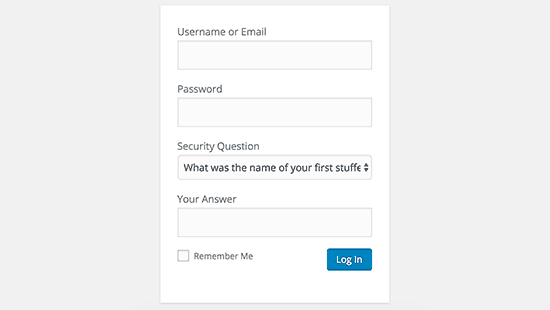 Username or Email
Password
Security Question
What was the name of your first stuffe
Your Answer
Remember Me
Log In